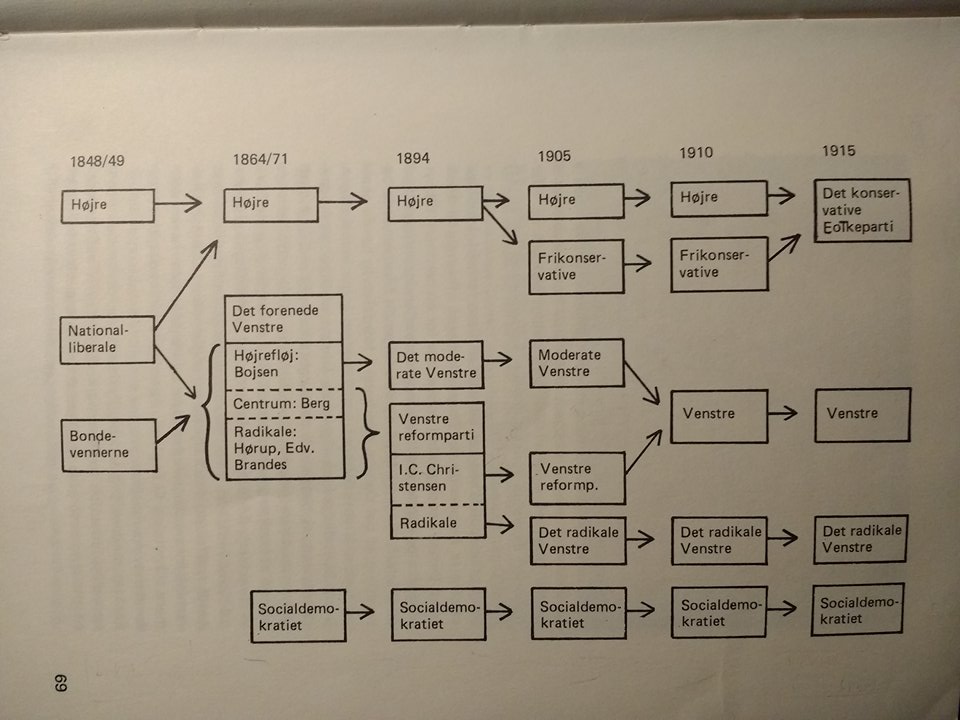 1848/49
1864/71
1894
1905
1910
1915
Højre
Højre
Højre
Højre
Højre
Det konser-
vative
EoTkeparti
Frikonser-
vative
Frikonser-
vative
National-
liberale
Bonde-
vennerne
Det forenede
Venstre
Højrefløj:
Bojsen
Centrum: Berg
Radikale:
Hørup, Edv.
Brandes
Det mode-
rate Venstre
Moderate
Venstre
Venstre
Venstre
Venstre
reformparti
I.C. Chri-
stensen
Radikale
Venstre
reformp.
Det radikale
Venstre
Det radikale
Venstre
Det radikale
Venstre
Socialdemo-
kratiet
Socialdemo-
kratiet
Socialdemo-
kratiet
Socialdemo-
kratiet
Socialdemo-
kratiet
69